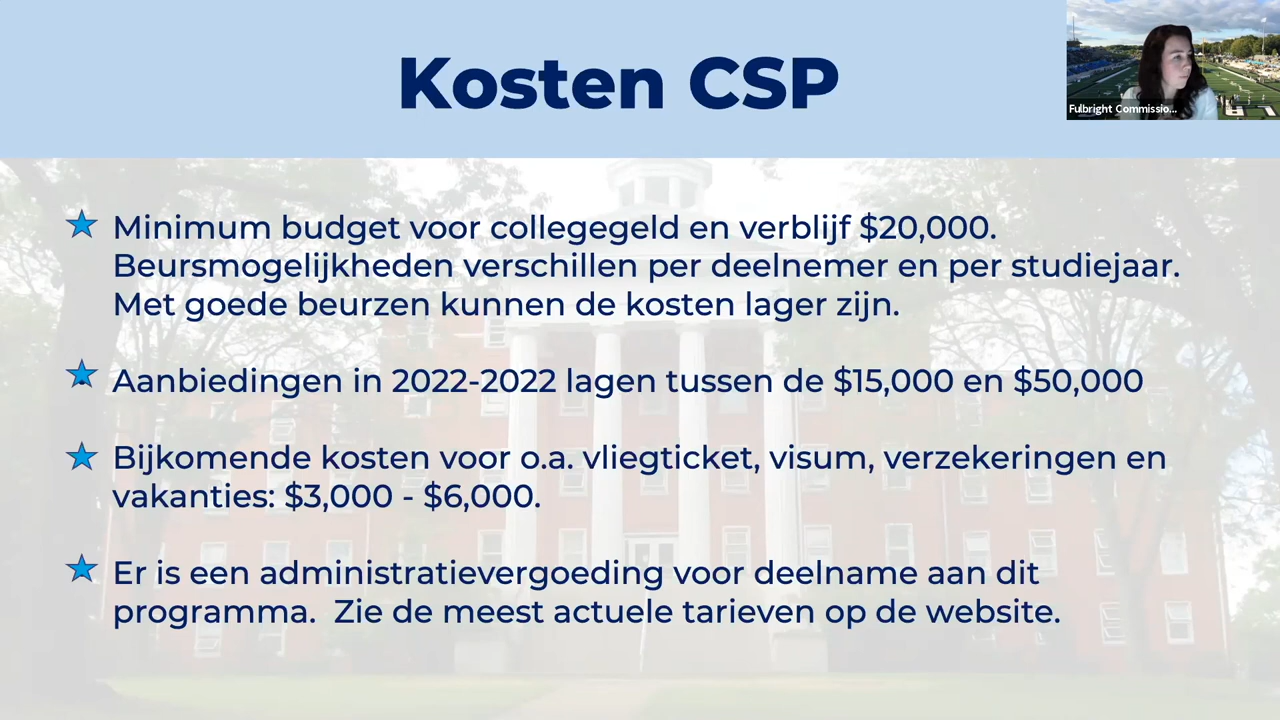 Kosten CSP
Fulbright Commissio...
Minimum budget voor collegegeld en verblijf $20,000.
Beursmogelijkheden verschillen per deelnemer en per studiejaar.
Met goede beurzen kunnen de kosten lager zijn.
Aanbiedingen in 2022-2022 lagen tussen de $15,000 en $50,000
Bijkomende kosten voor o.a. vliegticket, visum, verzekeringen en
vakanties: $3,000 - $6,000.
Er is een administratievergoeding voor deelname aan dit
programma.  Zie de meest actuele tarieven op de website.